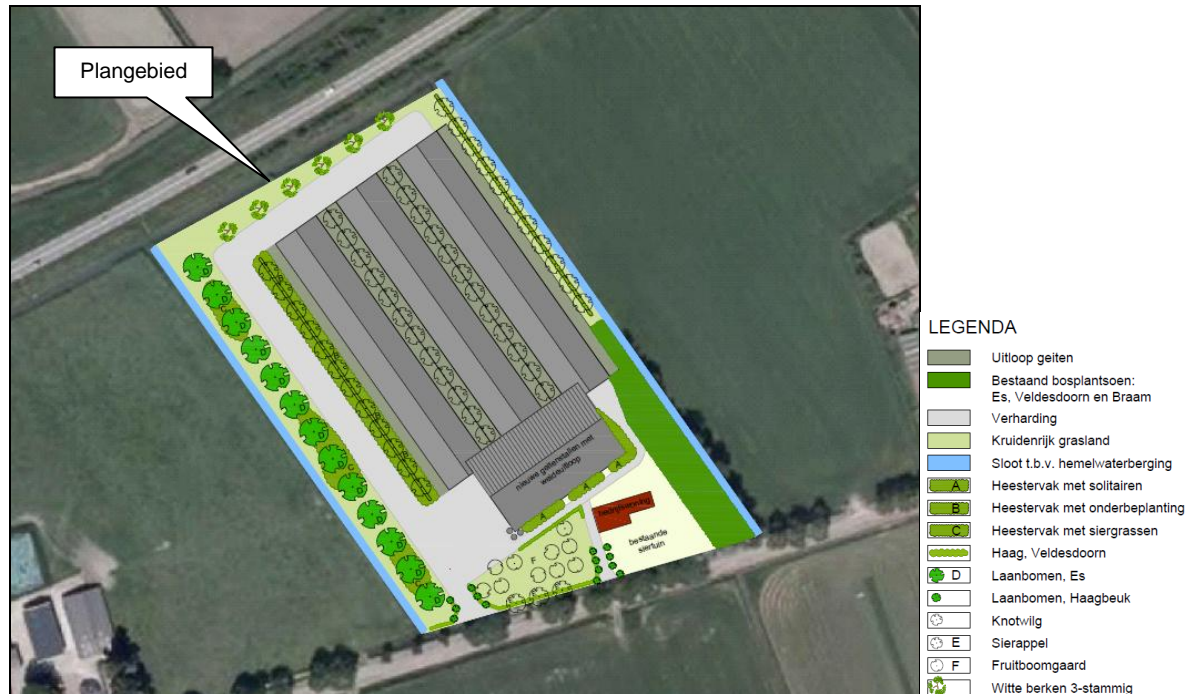 Plangebied
nieuwe geitenstallen met
weideuitloop
bedrijfswoning
bestaande
siertuin
A
A
A
F
D
D
D
D
D
D
D
D
D
D
D
D
D
LEGENDA
Uitloop geiten
Bestaand bosplantsoen:
Es, Veldesdoorn en Braam
Verharding
Kruidenrijk grasland
Sloot t.b.v. hemelwaterberging
A Heestervak met solitairen
B Heestervak met onderbeplanting
C Heestervak met siergrassen
Haag, Veldesdoorn
D Laanbomen, Es
Laanbomen, Haagbeuk
Knotwilg
E Sierappel
F Fruitboomgaard
Witte berken 3-stammig